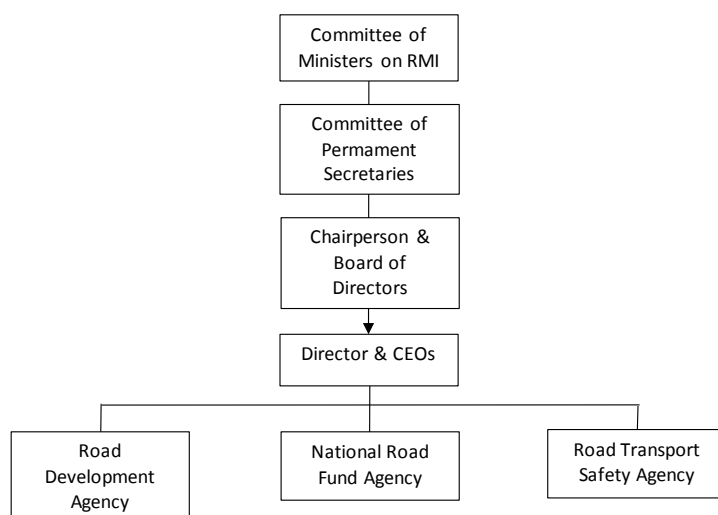 Committee of
Ministers on RMI
Committee of
Permament
Secretaries
Chairperson &
Board of
Directors
Director & CEOs
Road
Development
Agency
National Road
Fund Agency
Road Transport
Safety Agency